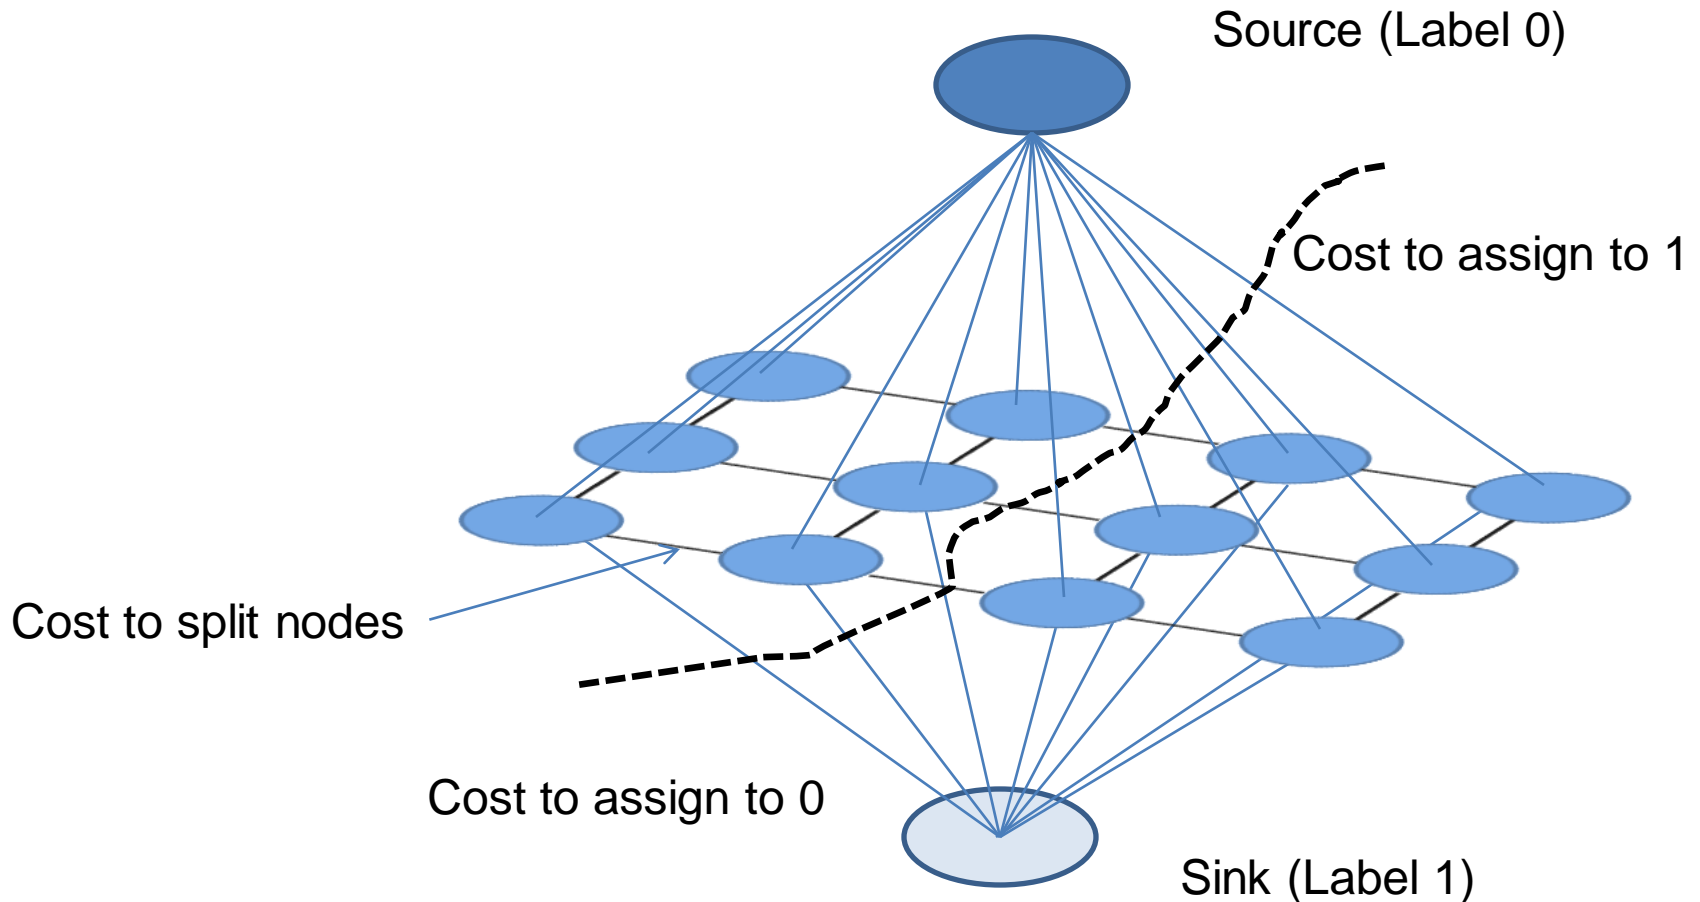 Source (Label 0)
Cost to assign to 1
Cost to split nodes
Cost to assign to 0
Sink (Label 1)